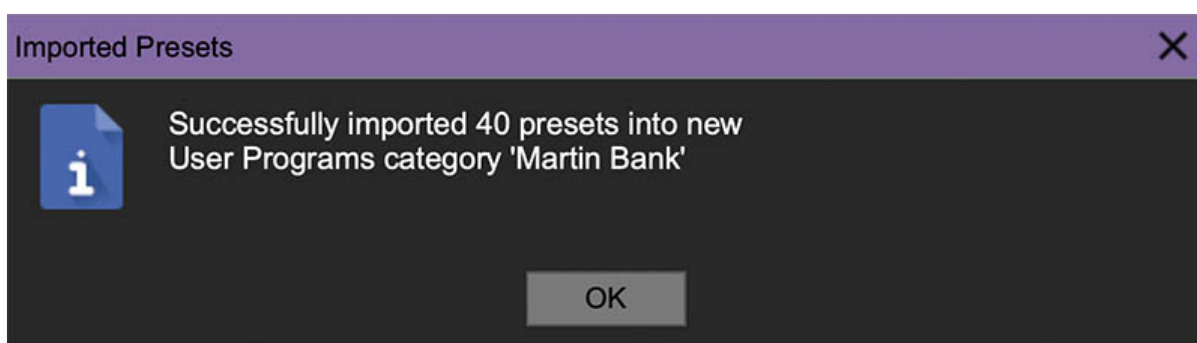 Imported Presets
Successfully imported 40 presets into new
User Programs category 'Martin Bank'
OK